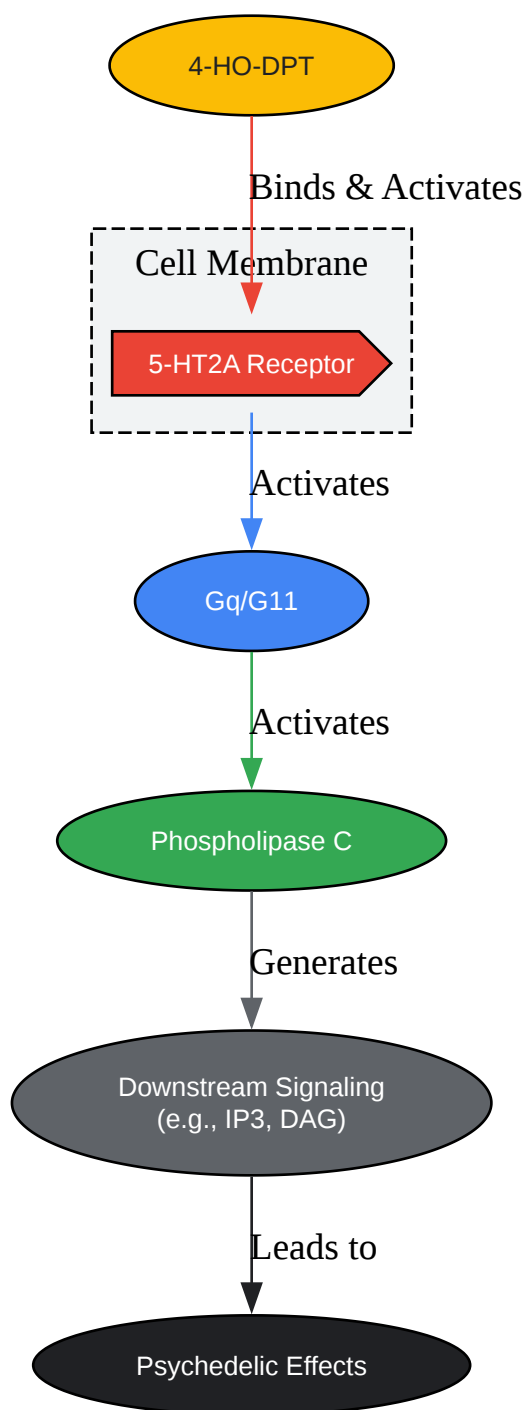 4-HO-DPT
Binds & Activates
Cell Membrane
5-HT2A Receptor
Activates
Gq/G11
Activates
Phospholipase C
Generates
Downstream Signaling
(e.g., IP3, DAG)
Leads to
Psychedelic Effects